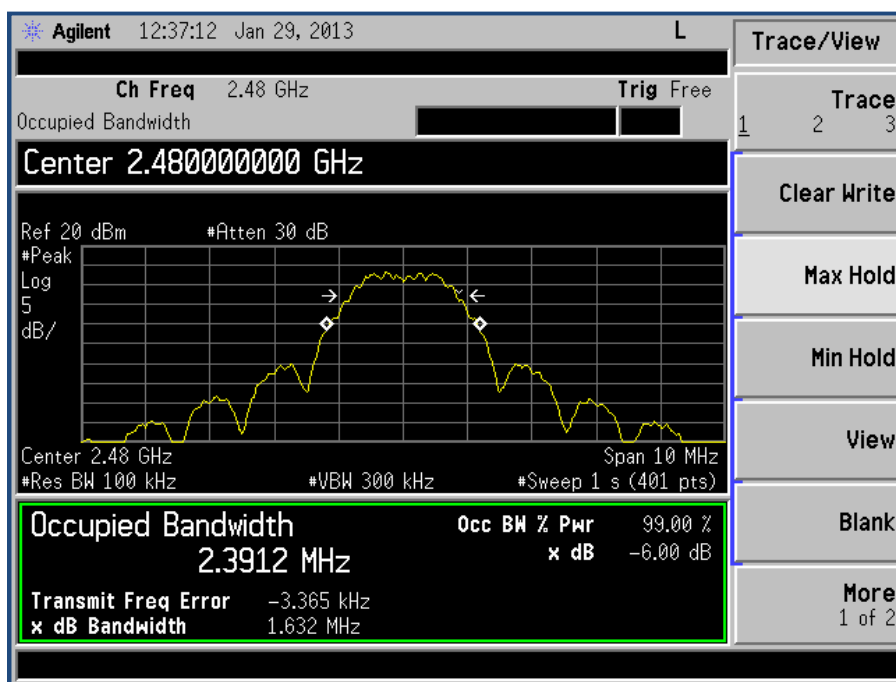 Agilent 12:37:12 Jan 29, 2013 L
Ch Freq 2.48 GHz Trig Free
Occupied Bandwidth
Center 2.480000000 GHz
Ref 20 dBm #Atten 30 dB
#Peak
Log
5
dB/
Center 2.48 GHz Span 10 MHz
#Res BW 100 kHz #VBW 300 kHz #Sweep 1 s (401 pts)
Occupied Bandwidth Occ BW % Pwr 99.00 %
2.3912 MHz x dB -6.00 dB
Transmit Freq Error -3.365 kHz
x dB Bandwidth 1.632 MHz
Trace/View
Trace
1 2 3
Clear Write
Max Hold
Min Hold
View
Blank
More
1 of 2